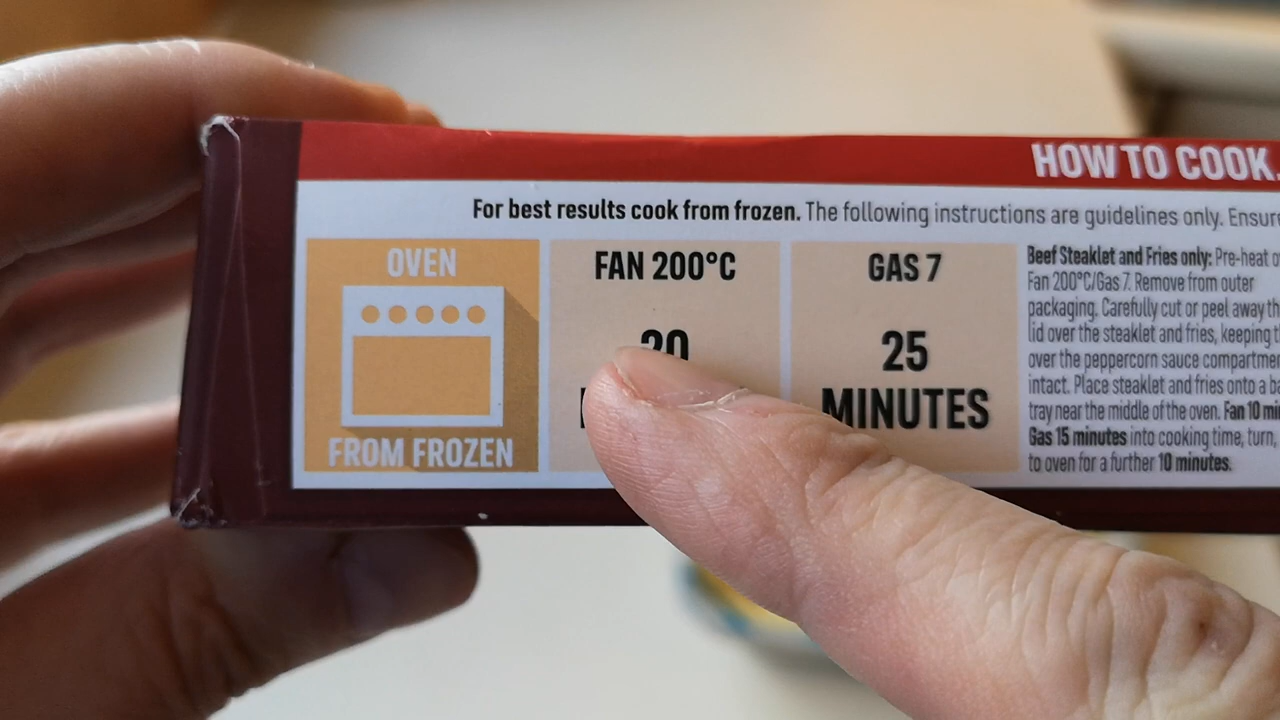 HOW TO COOK.
For best results cook from frozen. The following instructions are guidelines only. Ensure
OVEN
FROM FROZEN
FAN 200°C
20
GAS 7
25
MINUTES
Beef Steaklet and Fries only: Pre-heat
Fan 200°C/Gas 7. Remove from outer
packaging. Carefully cut or peel away
lid over the steaklet and fries, keeping
over the peppercorn sauce
intact. Place steaklet and fries onto a
tray near the middle of the oven. Fan 10
Gas 15 minutes into cooking time, turn,
to oven for a further 10 minutes.